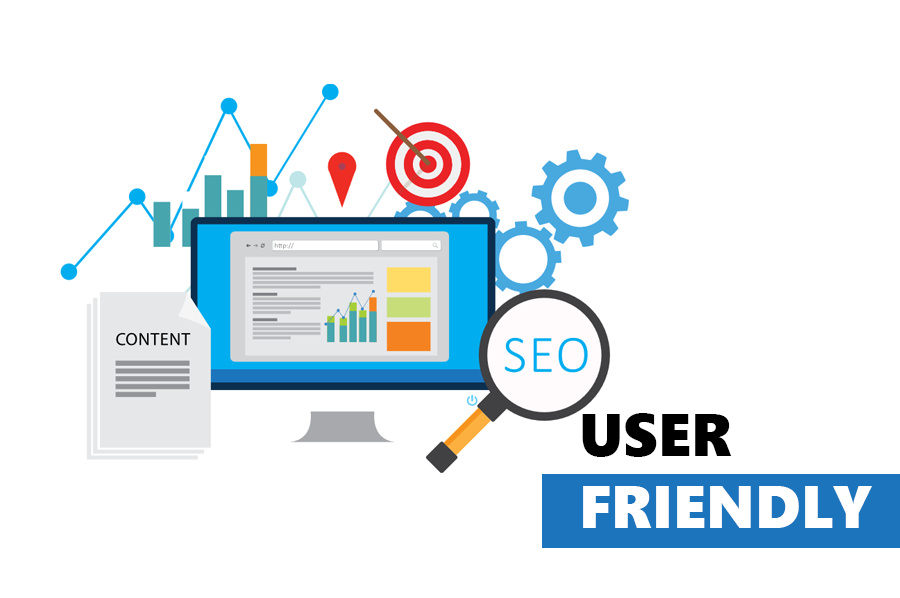 http://
CONTENT
SEO
USER
FRIENDLY